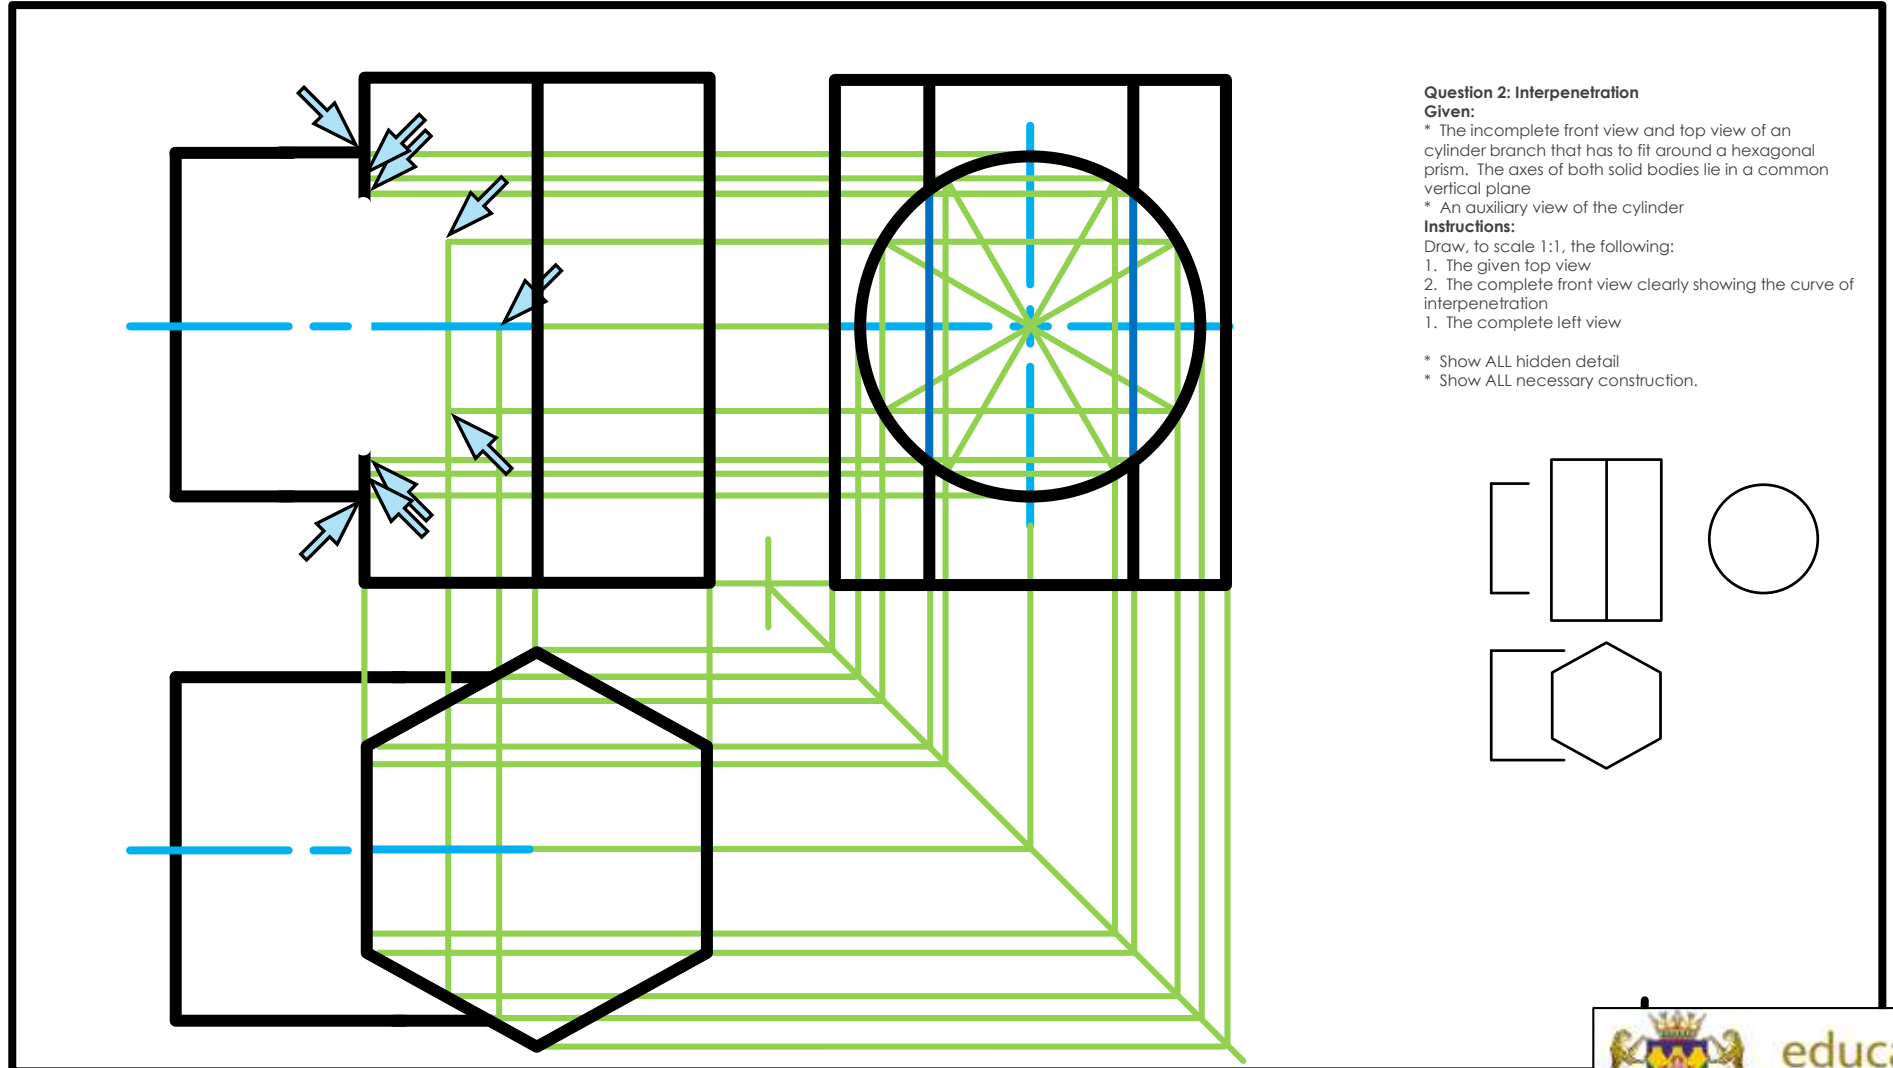 Question 2: Interpenetration
Given:
* The incomplete front view and top view of an
cylinder branch that has to fit around a hexagonal
prism. The axes of both solid bodies lie in a common
vertical plane
* An auxiliary view of the cylinder
Instructions:
Draw, to scale 1:1, the following:
1. The given top view
2. The complete front view clearly showing the curve of
interpenetration
1. The complete left view
* Show ALL hidden detail
* Show ALL necessary construction.